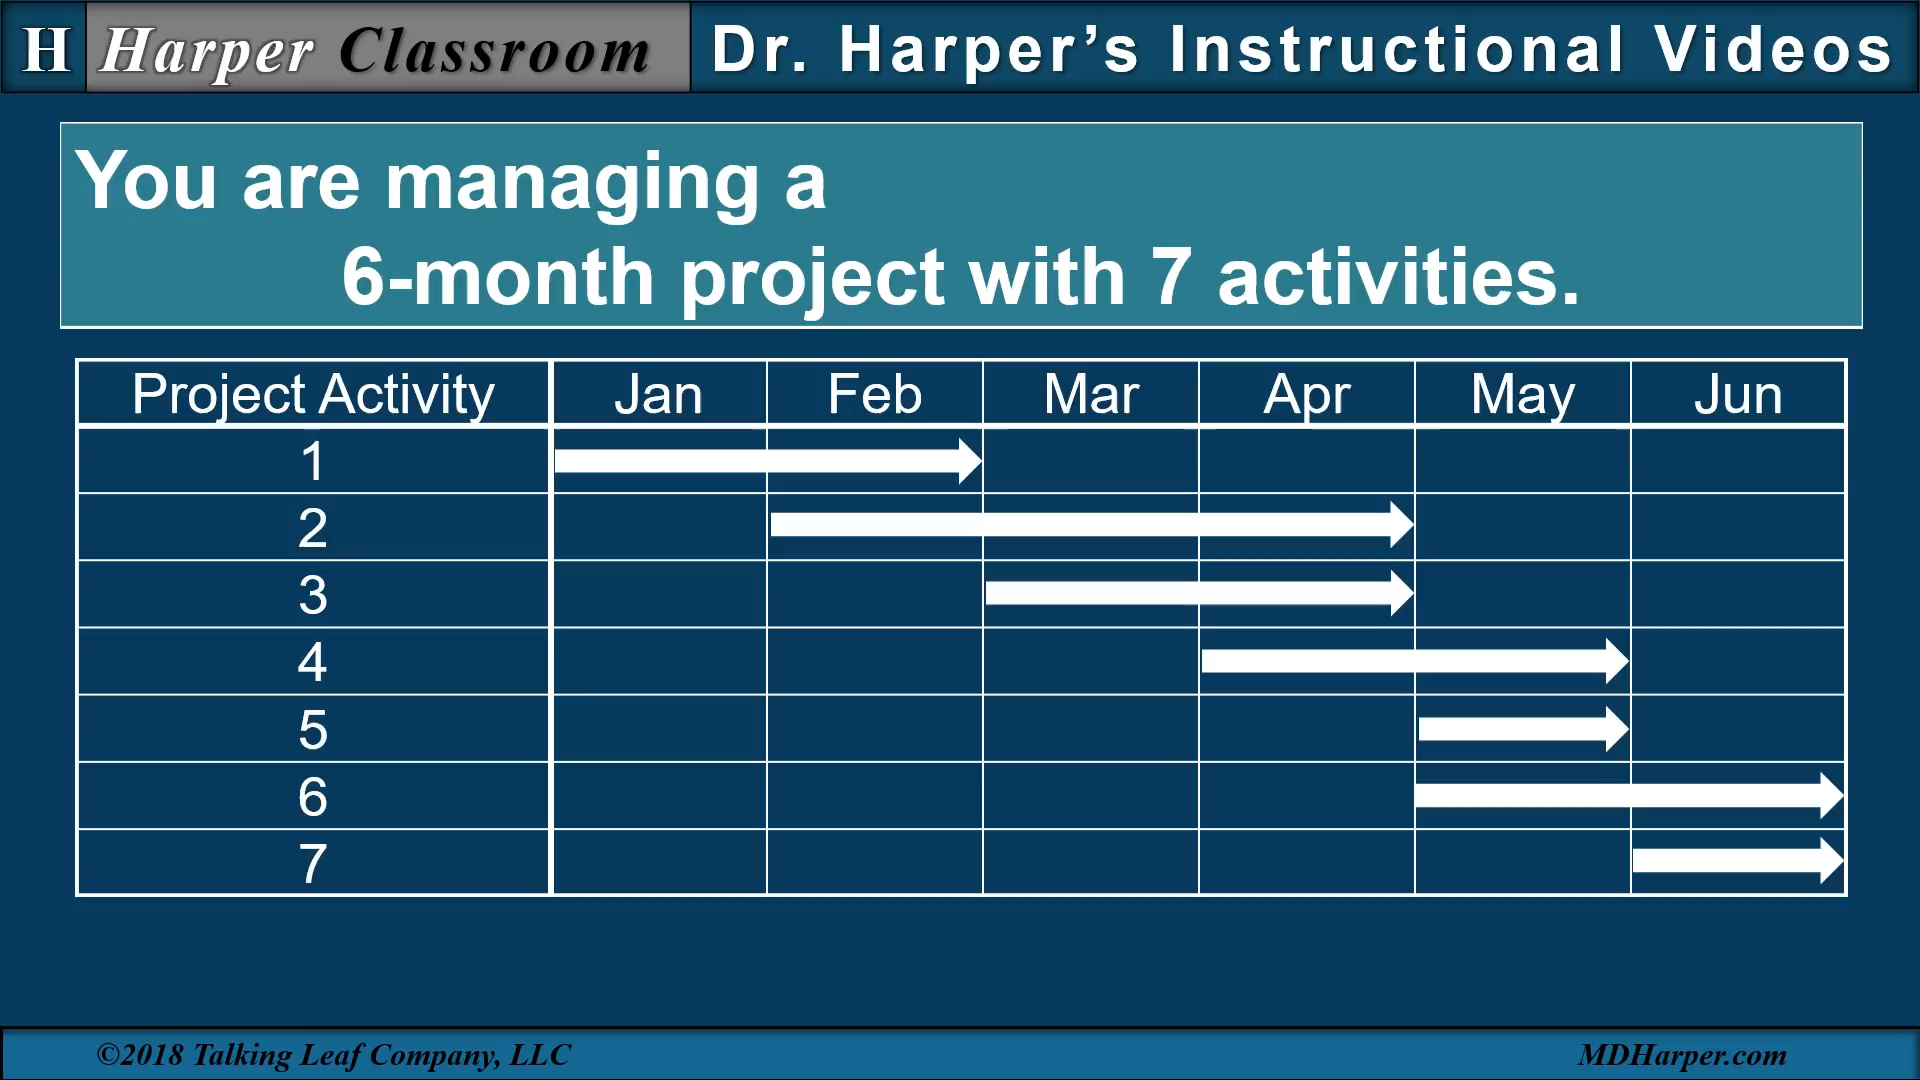 H Harper Classroom Dr. Harper’s Instructional Videos
You are managing a
6-month project with 7 activities.
Project Activity Jan Feb Mar Apr May Jun
1
2
3
4
5
6
7
©2018 Talking Leaf Company, LLC MDHarper.com